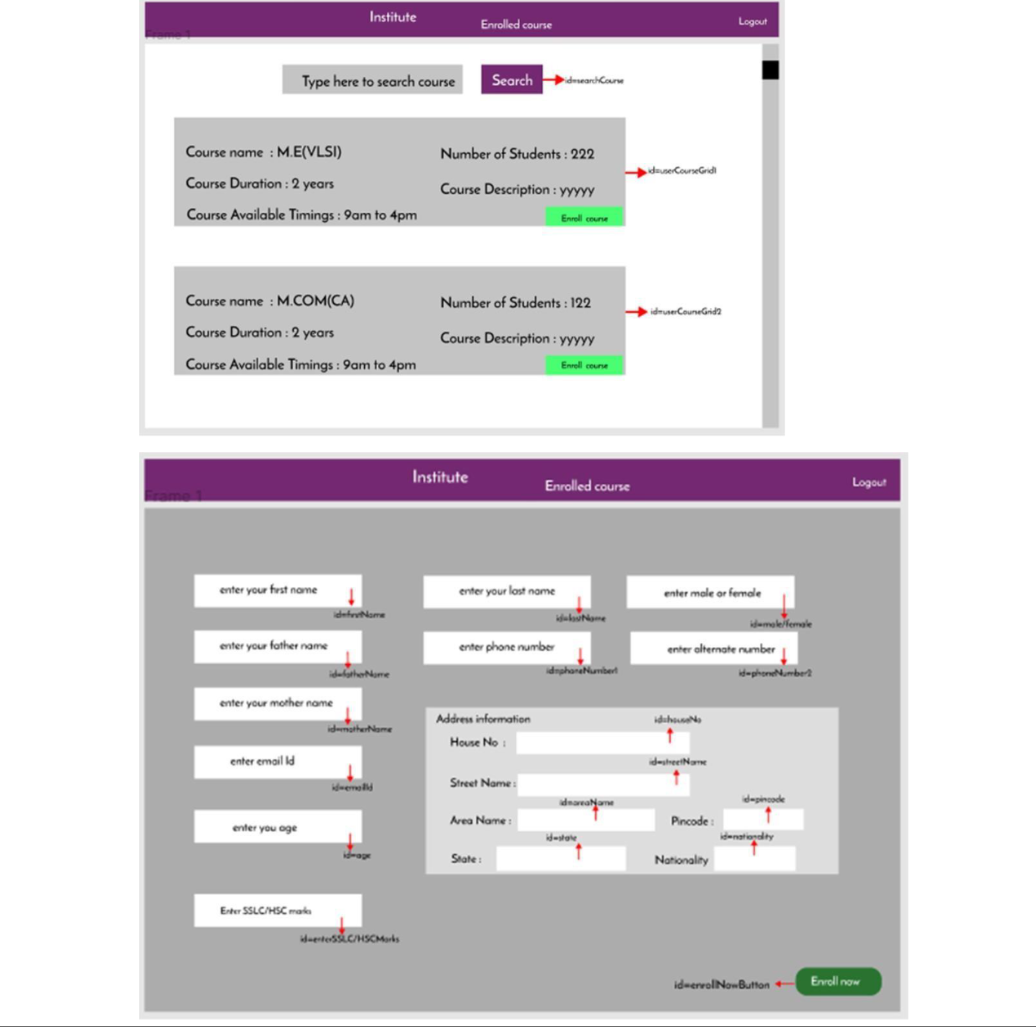 Institute
Enrolled course
Logout
Frame 1
Type here to search course
Search
id=searchCourse
Course name : M.E(VLSI)
Number of Students : 222
id=userCourseGrid1
Course Duration : 2 years
Course Description : yyyyy
Course Available Timings : 9am to 4pm
Enroll course
Course name : M.COM(CA)
Number of Students : 122
id=userCourseGrid2
Course Duration : 2 years
Course Description : yyyyy
Course Available Timings : 9am to 4pm
Enroll course
Institute
Enrolled course
Logout
Frame 1
enter your first name
id=firstName
enter your last name
id=lastName
enter male or female
id=male/female
enter your father name
id=fatherName
enter phone number
id=phoneNumber1
enter alternate number
id=phoneNumber2
enter your mother name
id=motherName
Address information
id=houseNo
House No :
id=streetName
enter email Id
id=emailId
Street Name :
id=areaName
id=pincode
enter you age
id=age
Area Name :
Pincode :
id=state
id=nationality
State :
Nationality
Enter SSLC/HSC marks
id=enterSSLC/HSCMarks
id=enrollNowButton
Enroll now